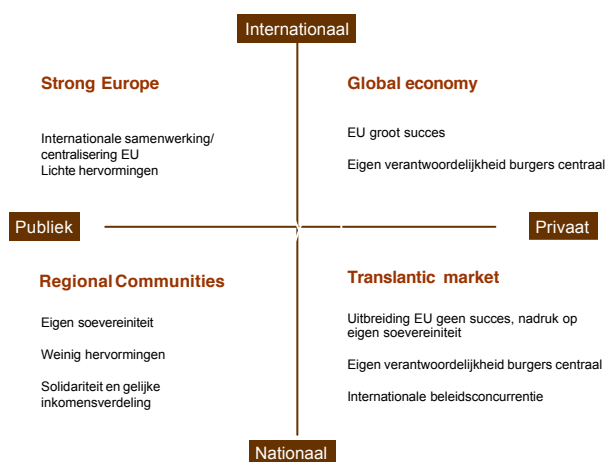 Internationaal
Strong Europe
Internationale samenwerking/
centralisering EU
Lichte hervormingen
Global economy
EU groot succes
Eigen verantwoordelijkheid burgers centraal
Publiek
Privaat
Regional Communities
Eigen soevereiniteit
Weinig hervormingen
Solidariteit en gelijke
inkomensverdeling
Translantic market
Uitbreiding EU geen succes, nadruk op
eigen soevereiniteit
Eigen verantwoordelijkheid burgers centraal
Internationale beleidsconcurrentie
Nationaal